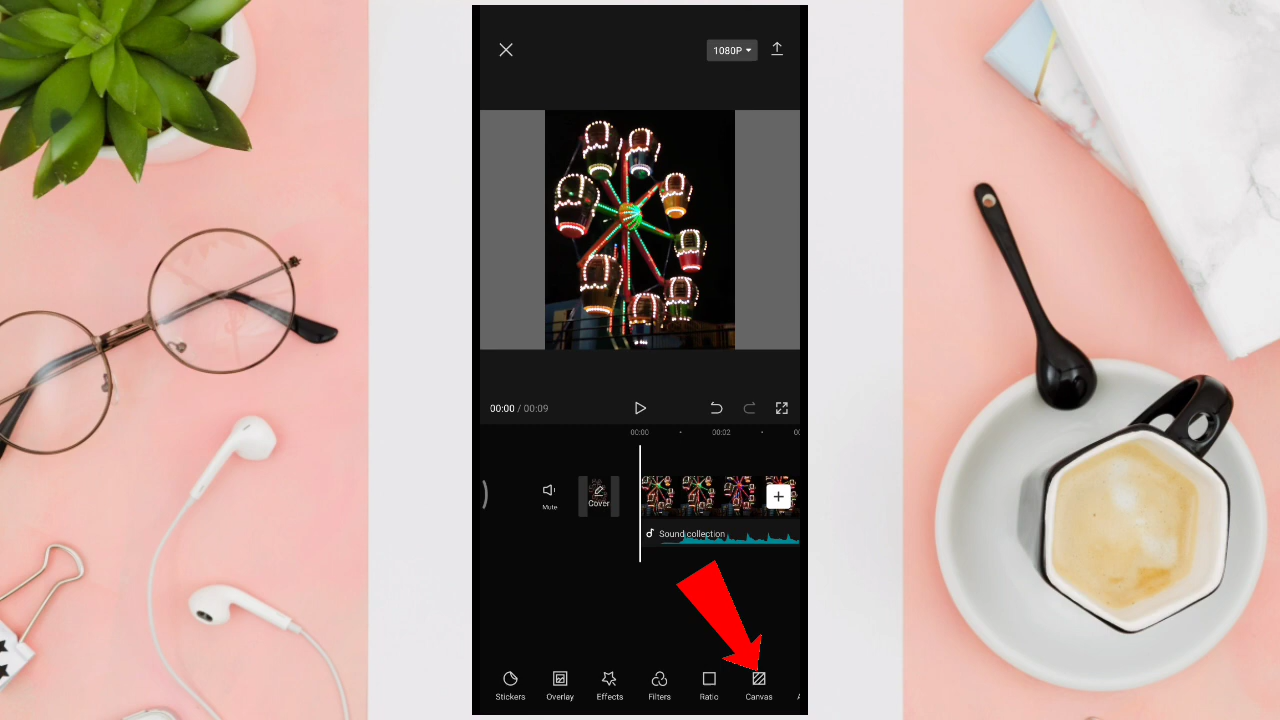 1080P
00:00 / 00:09
00:00
00:02
00
Mute
Cover
Sound collection
Stickers
Overlay
Effects
Filters
Ratio
Canvas